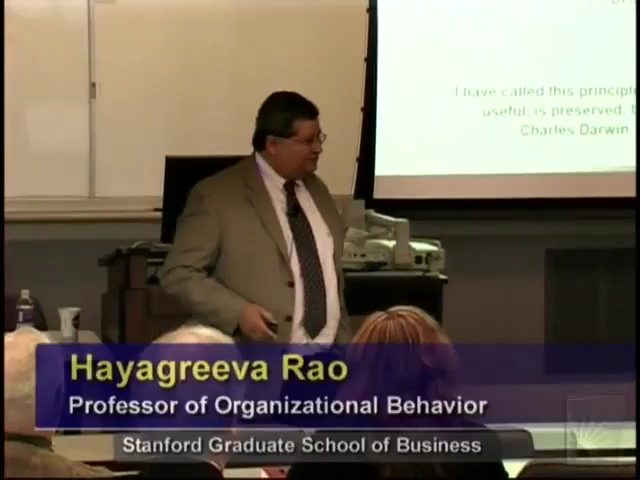 I have called this principle
useful, is preserved,
Charles Darwin
Hayagreeva Rao
Professor of Organizational Behavior
Stanford Graduate School of Business